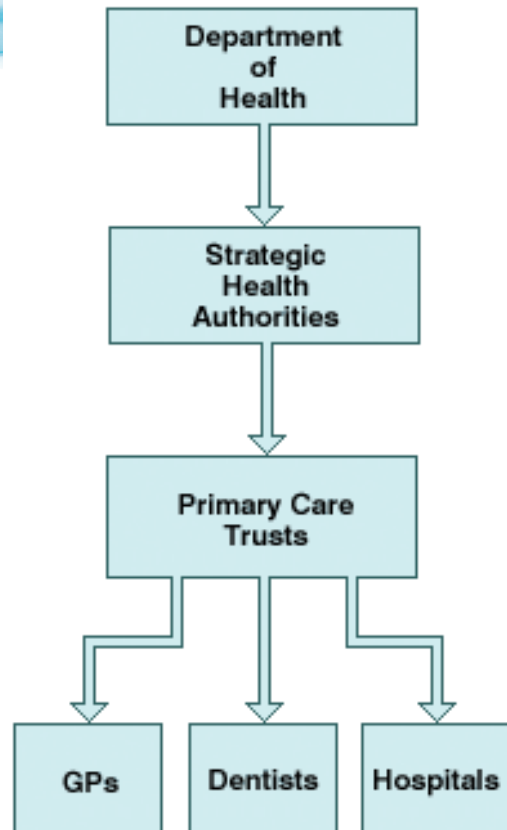 Department
of
Health
Strategic
Health
Authorities
Primary Care
Trusts
GPs
Dentists
Hospitals